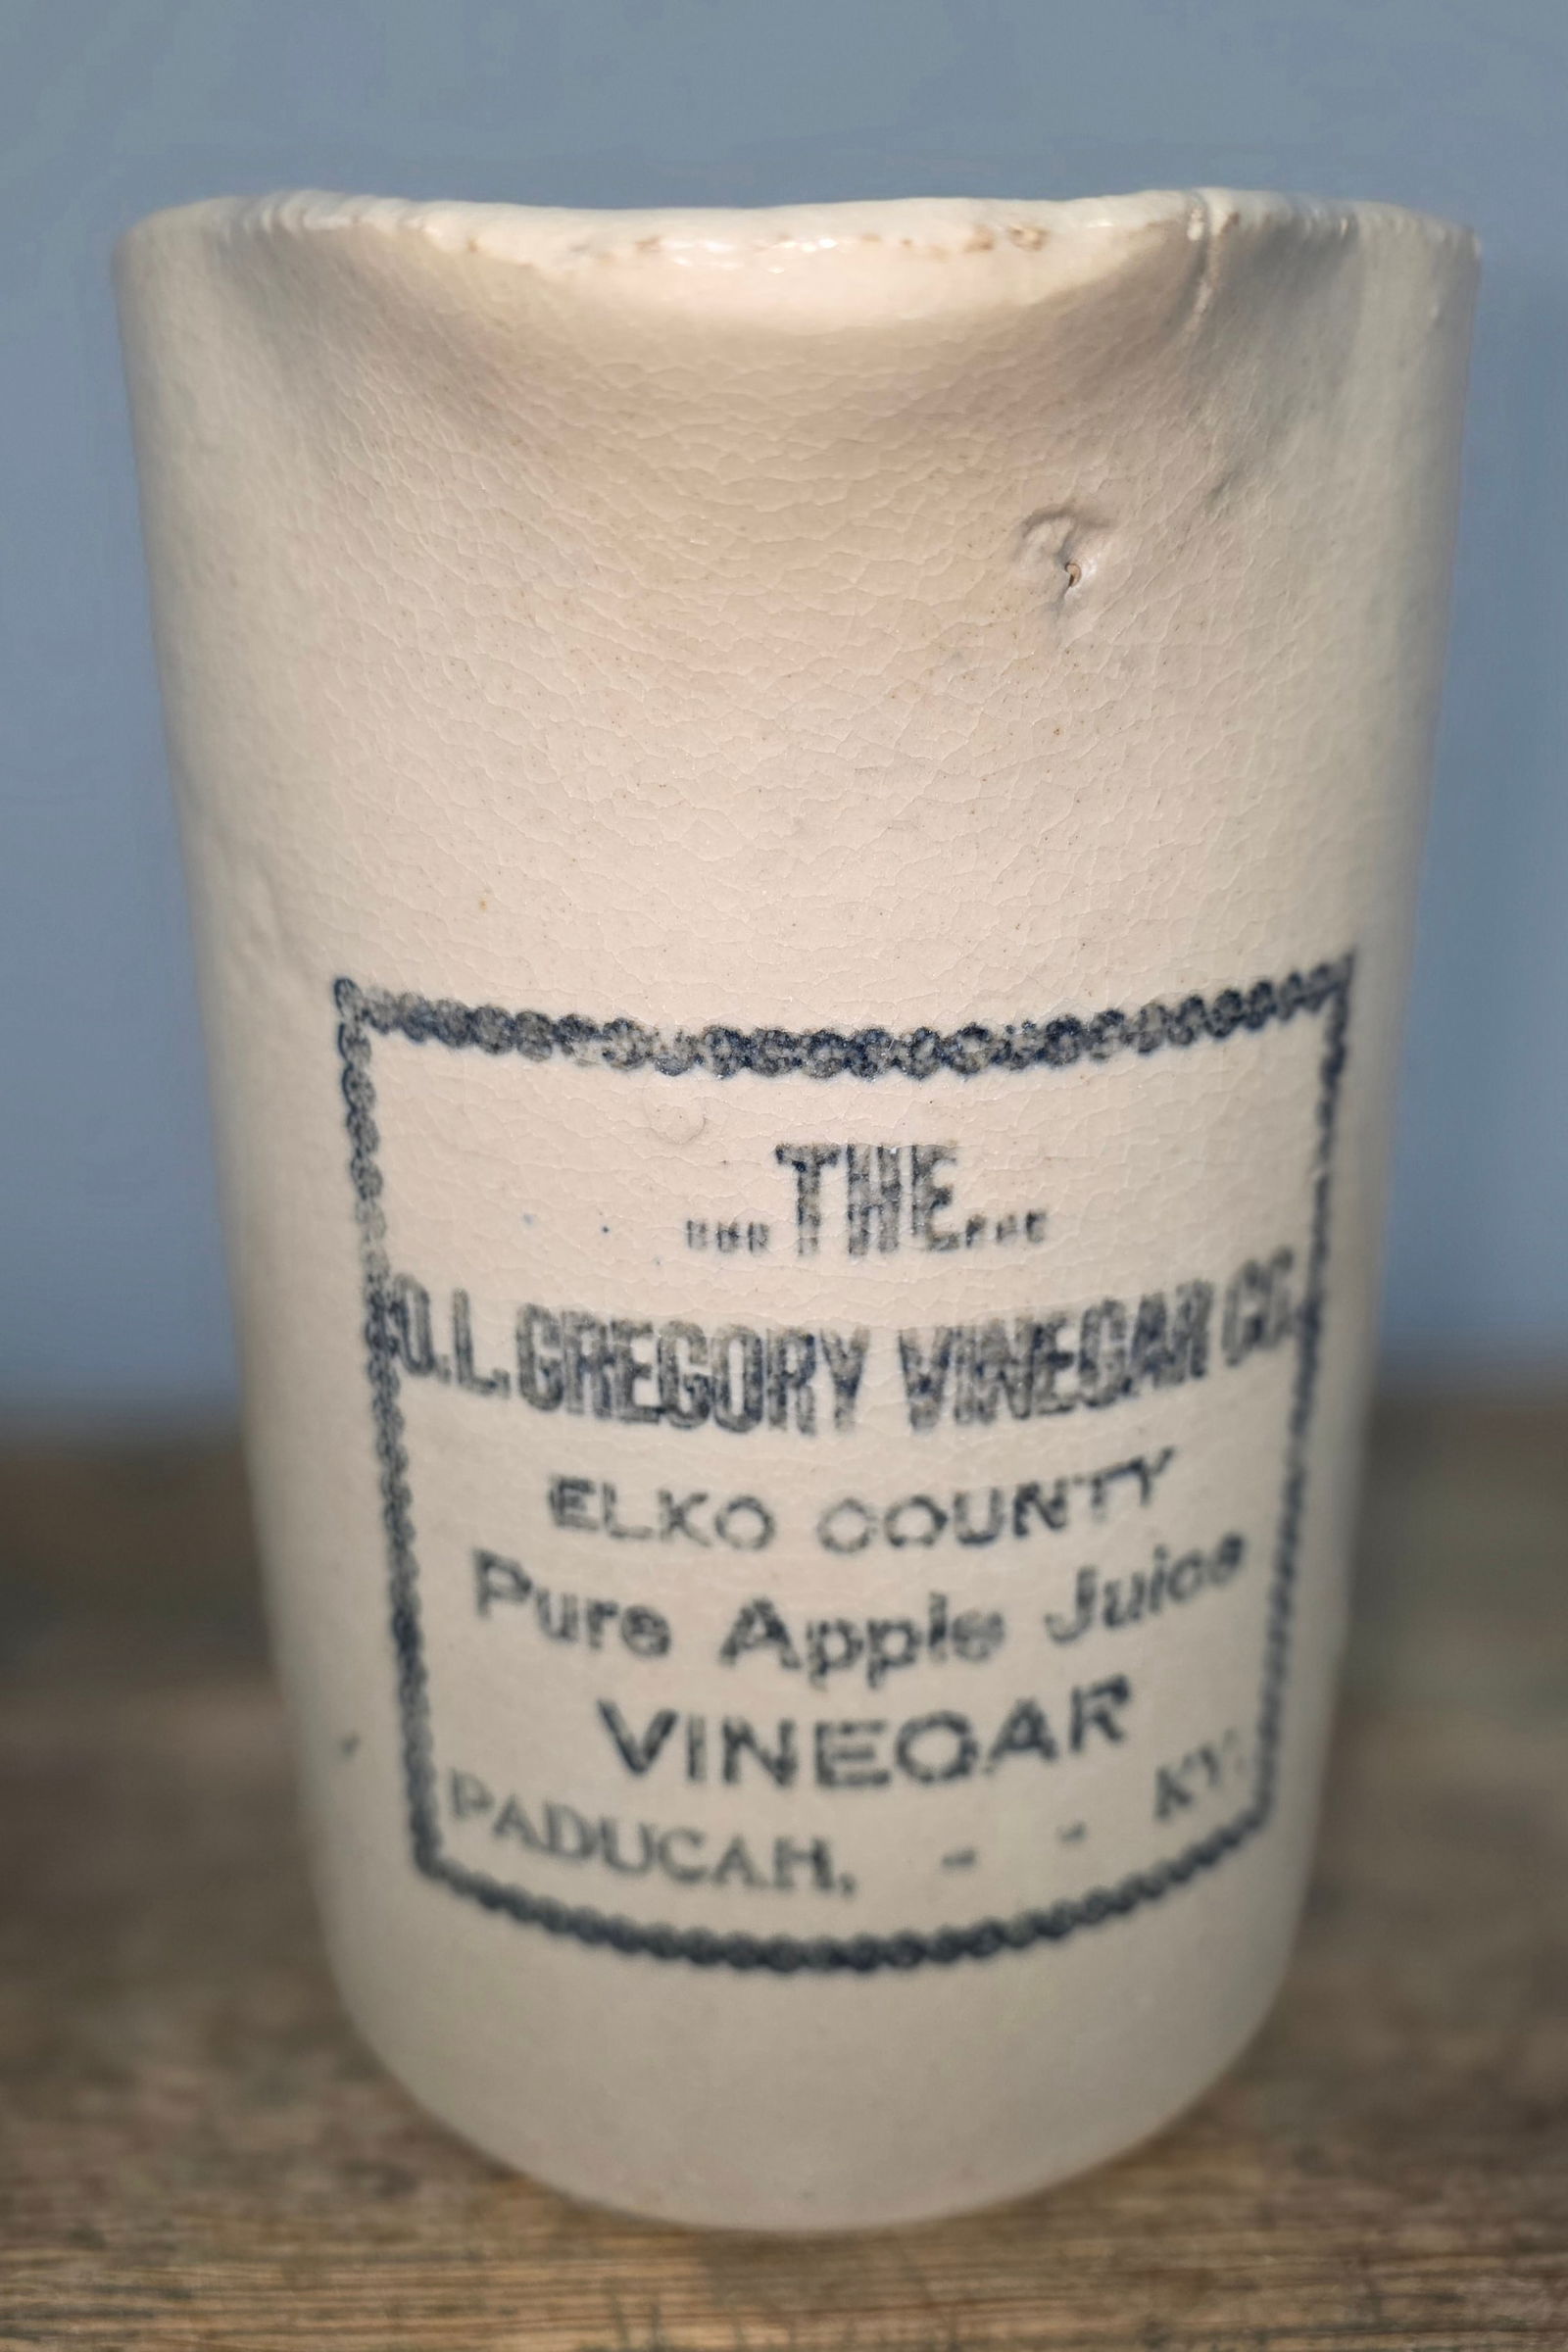 ...THE...
O.L. GREGORY VINEGAR CO.
ELKO COUNTY
Pure Apple Juice
VINEGAR
PADUCAH, - - KY.